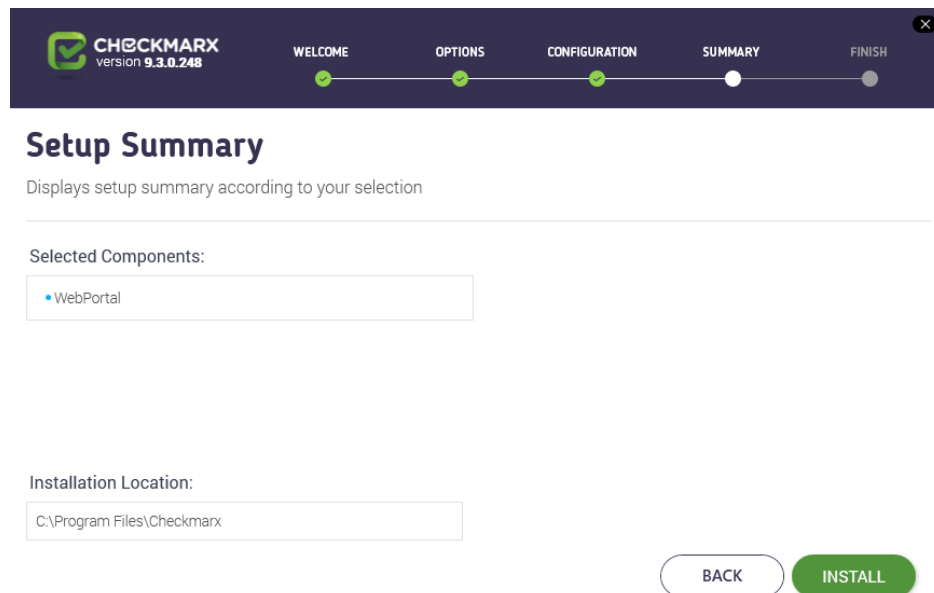 CHECKMARX
version 9.3.0.248
WELCOME
OPTIONS
CONFIGURATION
SUMMARY
FINISH
Setup Summary
Displays setup summary according to your selection
Selected Components:
• WebPortal
Installation Location:
C:\Program Files\Checkmarx
BACK
INSTALL